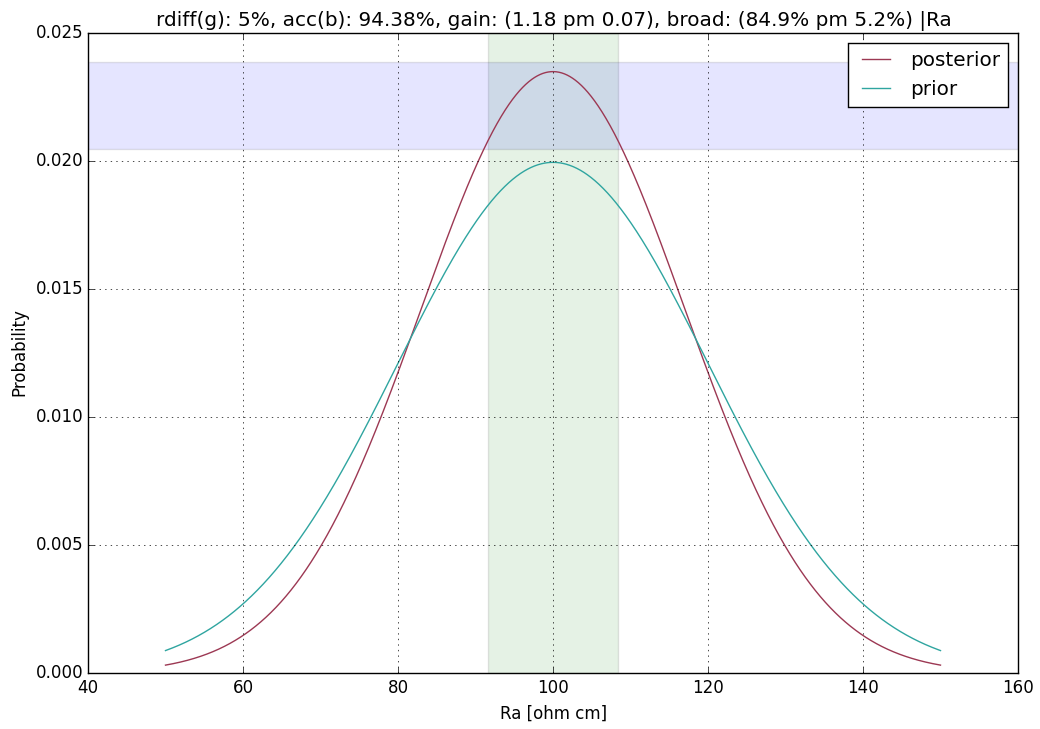 rdiff(g): 5%, acc(b): 94.38%, gain: (1.18 pm 0.07), broad: (84.9% pm 5.2%) |Ra
posterior
prior
0.025
0.020
0.015
0.010
0.005
0.000
Probability
40 60 80 100 120 140 160
Ra [ohm cm]